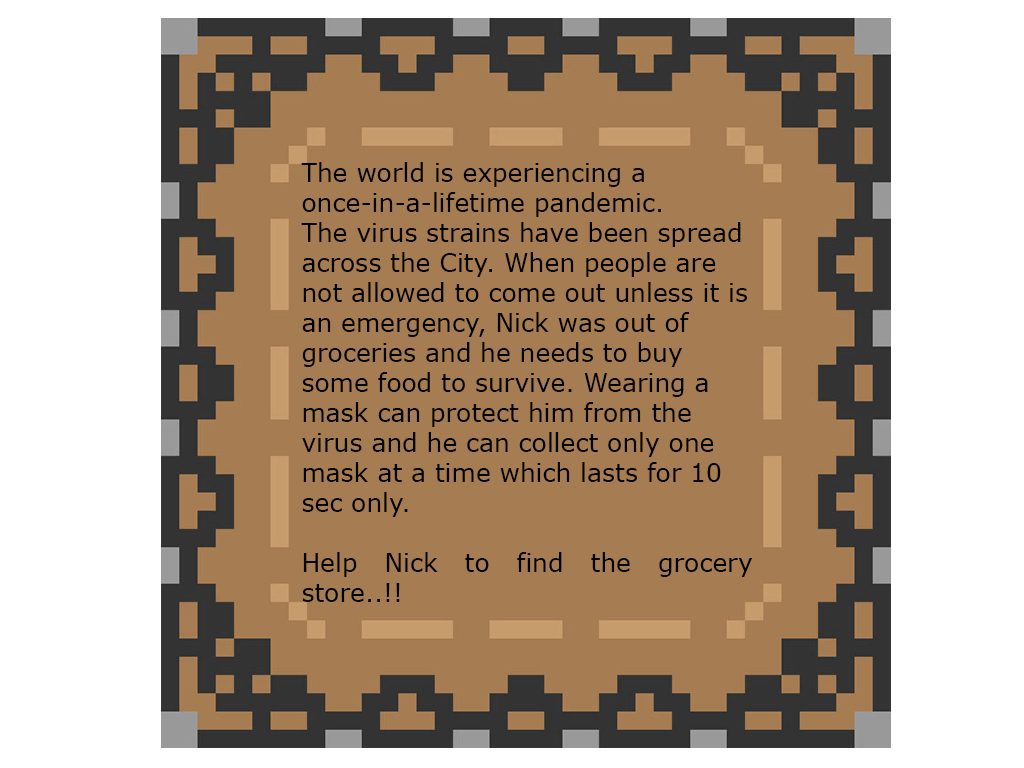 The world is experiencing a
once-in-a-lifetime pandemic.
The virus strains have been spread
across the City. When people are
not allowed to come out unless it is
an emergency, Nick was out of
groceries and he needs to buy
some food to survive. Wearing a
mask can protect him from the
virus and he can collect only one
mask at a time which lasts for 10
sec only.
Help Nick to find the grocery
store..!!